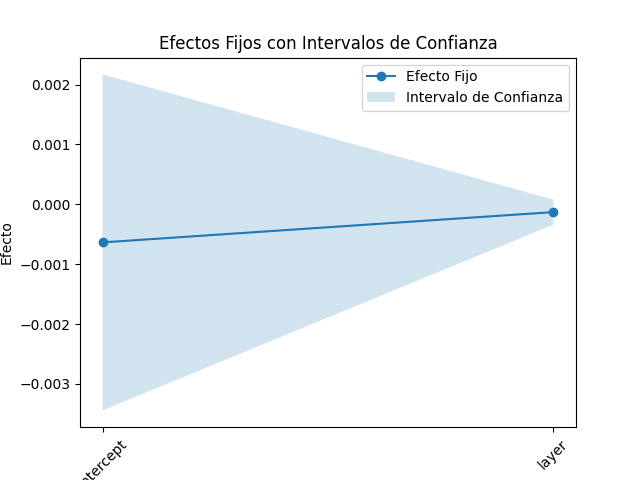 Efectos Fijos con Intervalos de Confianza
Efecto Fijo
Intervalo de Confianza
0.002
0.001
0.000
−0.001
−0.002
−0.003
Efecto
ntercept
layer